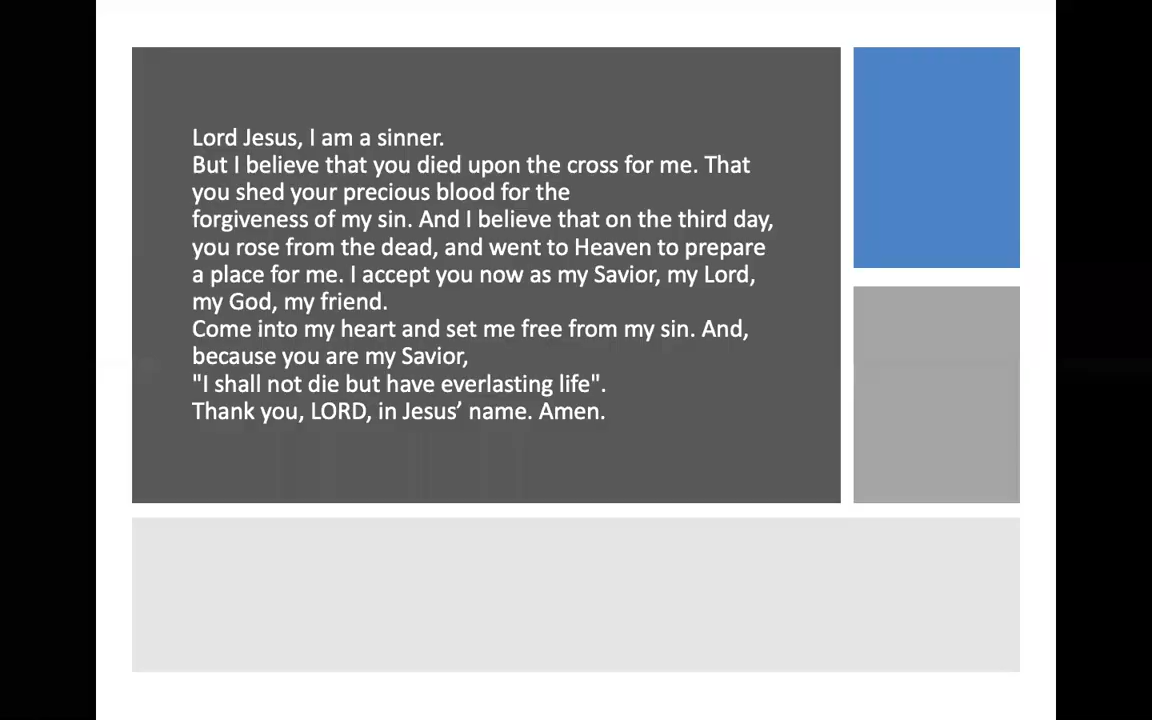 Lord Jesus, I am a sinner.
But I believe that you died upon the cross for me. That
you shed your precious blood for the
forgiveness of my sin. And I believe that on the third day,
you rose from the dead, and went to Heaven to prepare
a place for me. I accept you now as my Savior, my Lord,
my God, my friend.
Come into my heart and set me free from my sin. And,
because you are my Savior,
"I shall not die but have everlasting life".
Thank you, LORD, in Jesus’ name. Amen.